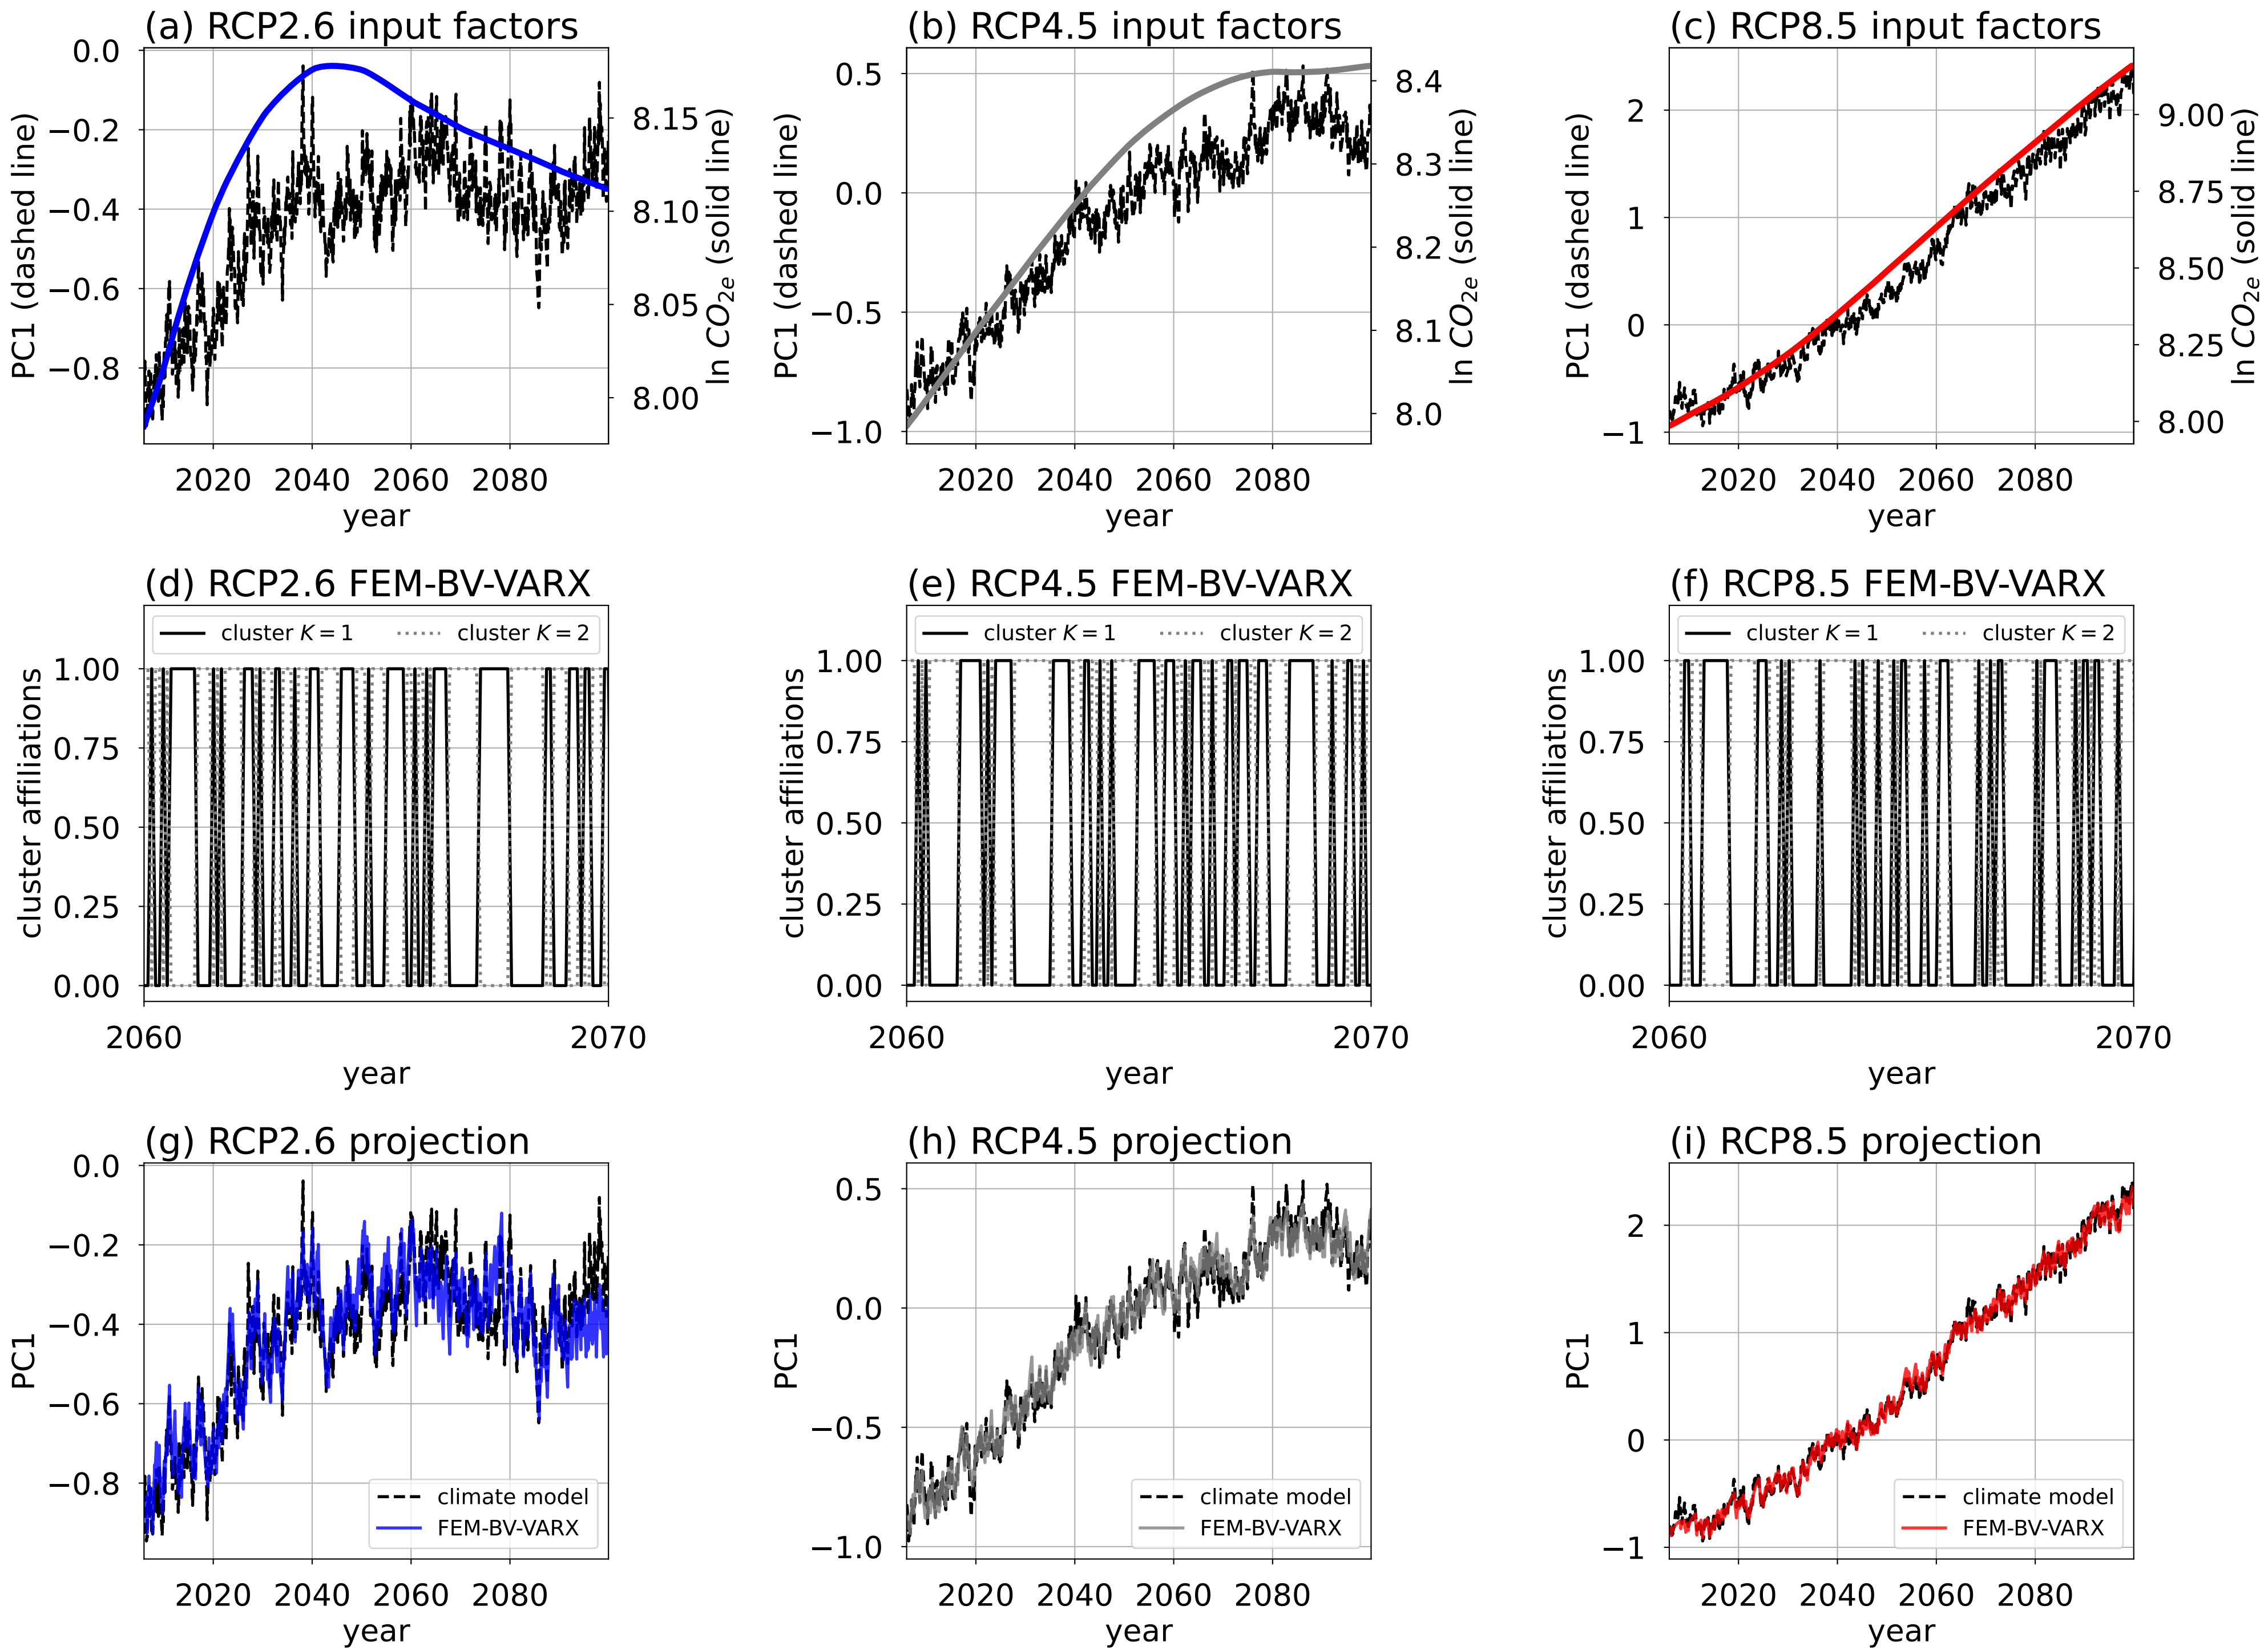 (a) RCP2.6 input factors
0.0
−0.2
−0.4
−0.6
−0.8
PC1 (dashed line)
8.15
8.10
8.05
8.00
ln CO2e (solid line)
2020 2040 2060 2080
year
(b) RCP4.5 input factors
0.5
0.0
−0.5
−1.0
PC1 (dashed line)
8.4
8.3
8.2
8.1
8.0
ln CO2e (solid line)
2020 2040 2060 2080
year
(c) RCP8.5 input factors
2
1
0
−1
PC1 (dashed line)
9.00
8.75
8.50
8.25
8.00
ln CO2e (solid line)
2020 2040 2060 2080
year
(d) RCP2.6 FEM-BV-VARX
cluster K = 1 cluster K = 2
1.00
0.75
0.50
0.25
0.00
cluster affiliations
2060 2070
year
(e) RCP4.5 FEM-BV-VARX
cluster K = 1 cluster K = 2
1.00
0.75
0.50
0.25
0.00
cluster affiliations
2060 2070
year
(f) RCP8.5 FEM-BV-VARX
cluster K = 1 cluster K = 2
1.00
0.75
0.50
0.25
0.00
cluster affiliations
2060 2070
year
(g) RCP2.6 projection
0.0
−0.2
−0.4
−0.6
−0.8
PC1
climate model
FEM-BV-VARX
2020 2040 2060 2080
year
(h) RCP4.5 projection
0.5
0.0
−0.5
−1.0
PC1
climate model
FEM-BV-VARX
2020 2040 2060 2080
year
(i) RCP8.5 projection
2
1
0
−1
PC1
climate model
FEM-BV-VARX
2020 2040 2060 2080
year